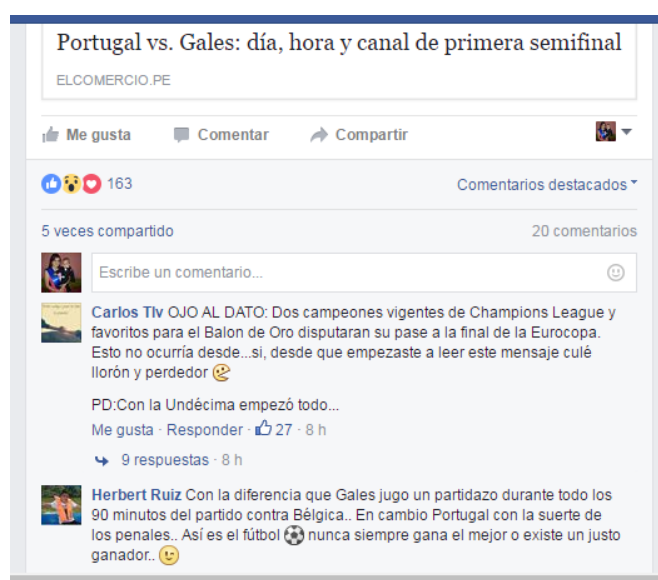 Portugal vs. Gales: día, hora y canal de primera semifinal
ELCOMERCIO.PE
Me gusta Comentar Compartir
163 Comentarios destacados
5 veces compartido 20 comentarios
Escribe un comentario...
Carlos Tlv OJO AL DATO: Dos campeones vigentes de Champions League y
favoritos para el Balon de Oro disputaran su pase a la final de la Eurocopa.
Esto no ocurría desde...si, desde que empezaste a leer este mensaje culé
llorón y perdedor
PD:Con la Undécima empezó todo...
Me gusta · Responder · 27 · 8 h
9 respuestas · 8 h
Herbert Ruiz Con la diferencia que Gales jugo un partidazo durante todo los
90 minutos del partido contra Bélgica.. En cambio Portugal con la suerte de
los penales.. Así es el fútbol nunca siempre gana el mejor o existe un justo
ganador..